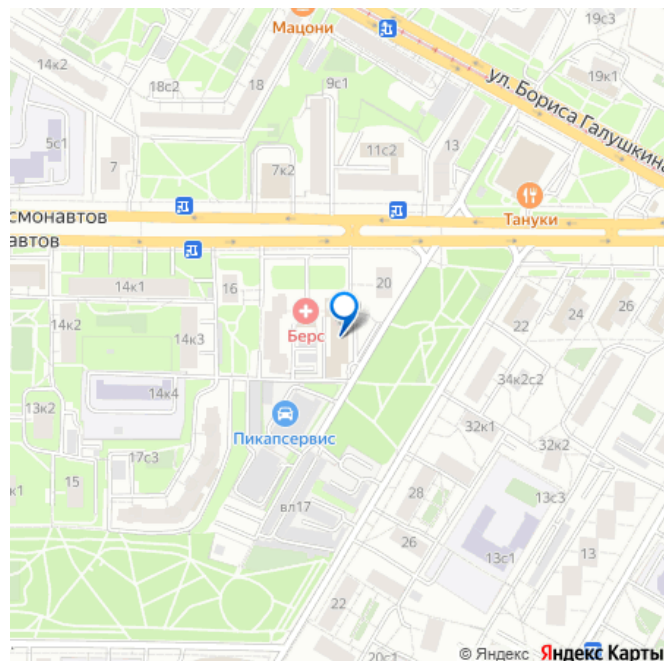 19с3
Мацони
14к2
18
9с1
18с2
ул. Бориса Галушкина
19к1
5с1
11с2
13
7
7к2
Тануки
смонавтов
автов
14к1
16
20
26
24
22
14к2
Берс
14к3
34к2с2
14к4
13к2
Пикапсервис
32к1
32к2
17с3
15
к1
28
13с3
вл17
26
13с1
13
22
20с1
© Яндекс Яндекс Карты